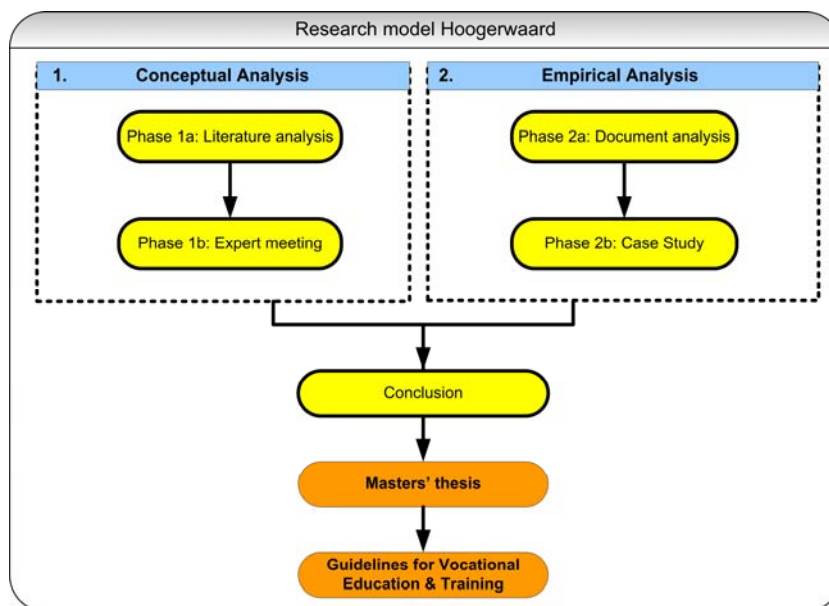 Research model Hoogerwaard
1. Conceptual Analysis
Phase 1a: Literature analysis
Phase 1b: Expert meeting
2. Empirical Analysis
Phase 2a: Document analysis
Phase 2b: Case Study
Conclusion
Masters’ thesis
Guidelines for Vocational
Education & Training